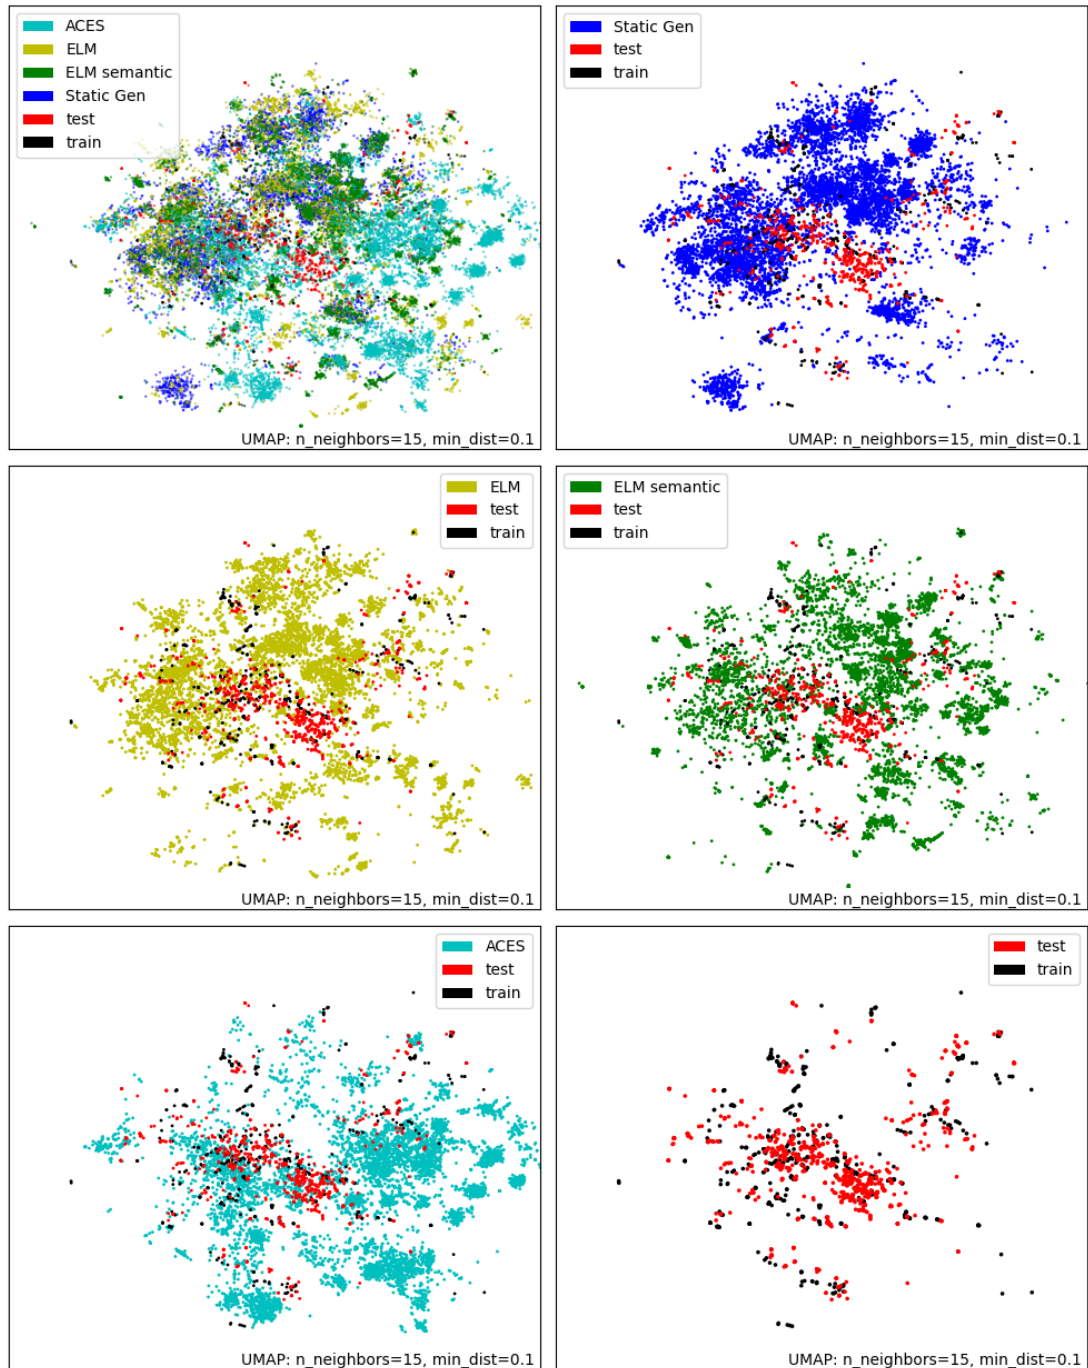 ACES
ELM
ELM semantic
Static Gen
test
train
UMAP: n_neighbors=15, min_dist=0.1
Static Gen
test
train
UMAP: n_neighbors=15, min_dist=0.1
ELM
test
train
UMAP: n_neighbors=15, min_dist=0.1
ELM semantic
test
train
UMAP: n_neighbors=15, min_dist=0.1
ACES
test
train
UMAP: n_neighbors=15, min_dist=0.1
test
train
UMAP: n_neighbors=15, min_dist=0.1